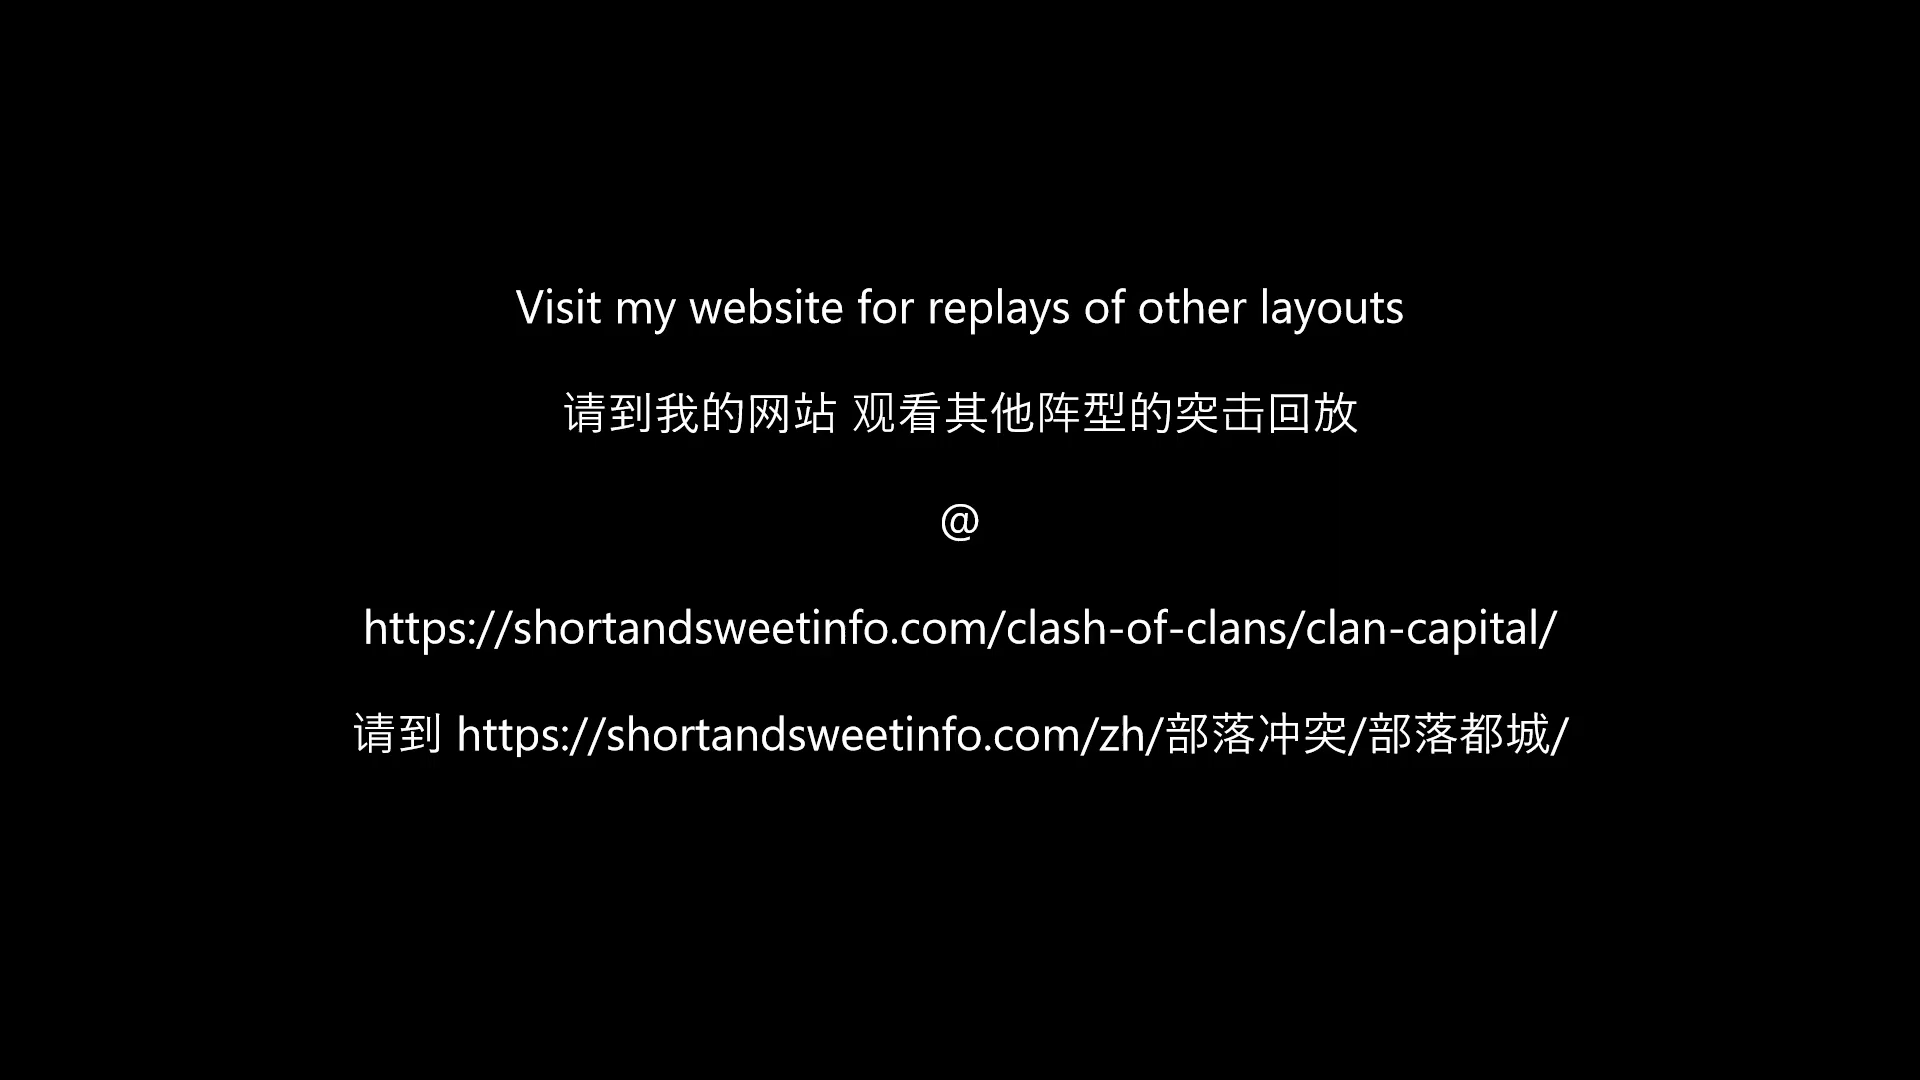 Visit my website for replays of other layouts
请到我的网站 观看其他阵型的突击回放
@
https://shortandsweetinfo.com/clash-of-clans/clan-capital/
请到 https://shortandsweetinfo.com/zh/部落冲突/部落都城/